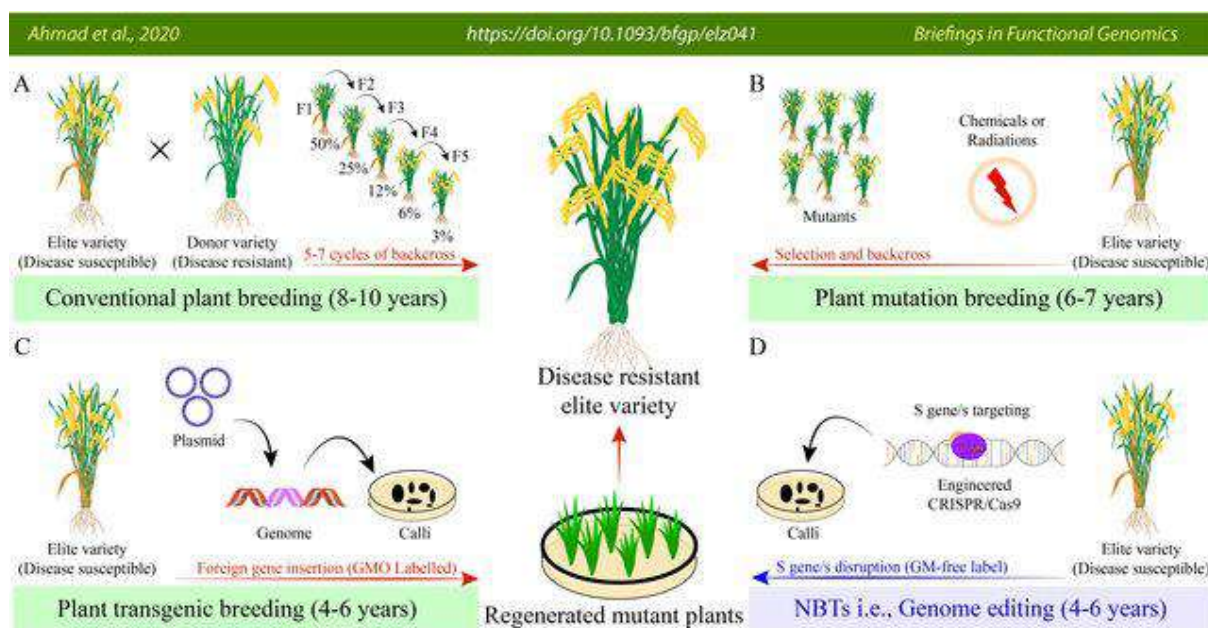 Ahmad et al., 2020 https://doi.org/10.1093/bfgp/elz041 Briefings in Functional Genomics
A
F1
F2
F3
F4
F5
50%
25%
12%
6%
3%
×
Elite variety
(Disease susceptible)
Donor variety
(Disease resistant)
5-7 cycles of backcross
Conventional plant breeding (8-10 years)
B
Mutants
Chemicals or
Radiations
Elite variety
(Disease susceptible)
Selection and backcross
Plant mutation breeding (6-7 years)
Disease resistant
elite variety
Regenerated mutant plants
C
Plasmid
Genome
Calli
Elite variety
(Disease susceptible)
Foreign gene insertion (GMO Labelled)
Plant transgenic breeding (4-6 years)
D
S gene/s targeting
Engineered
CRISPR/Cas9
Calli
Elite variety
(Disease susceptible)
S gene/s disruption (GM-free label)
NBTs i.e., Genome editing (4-6 years)